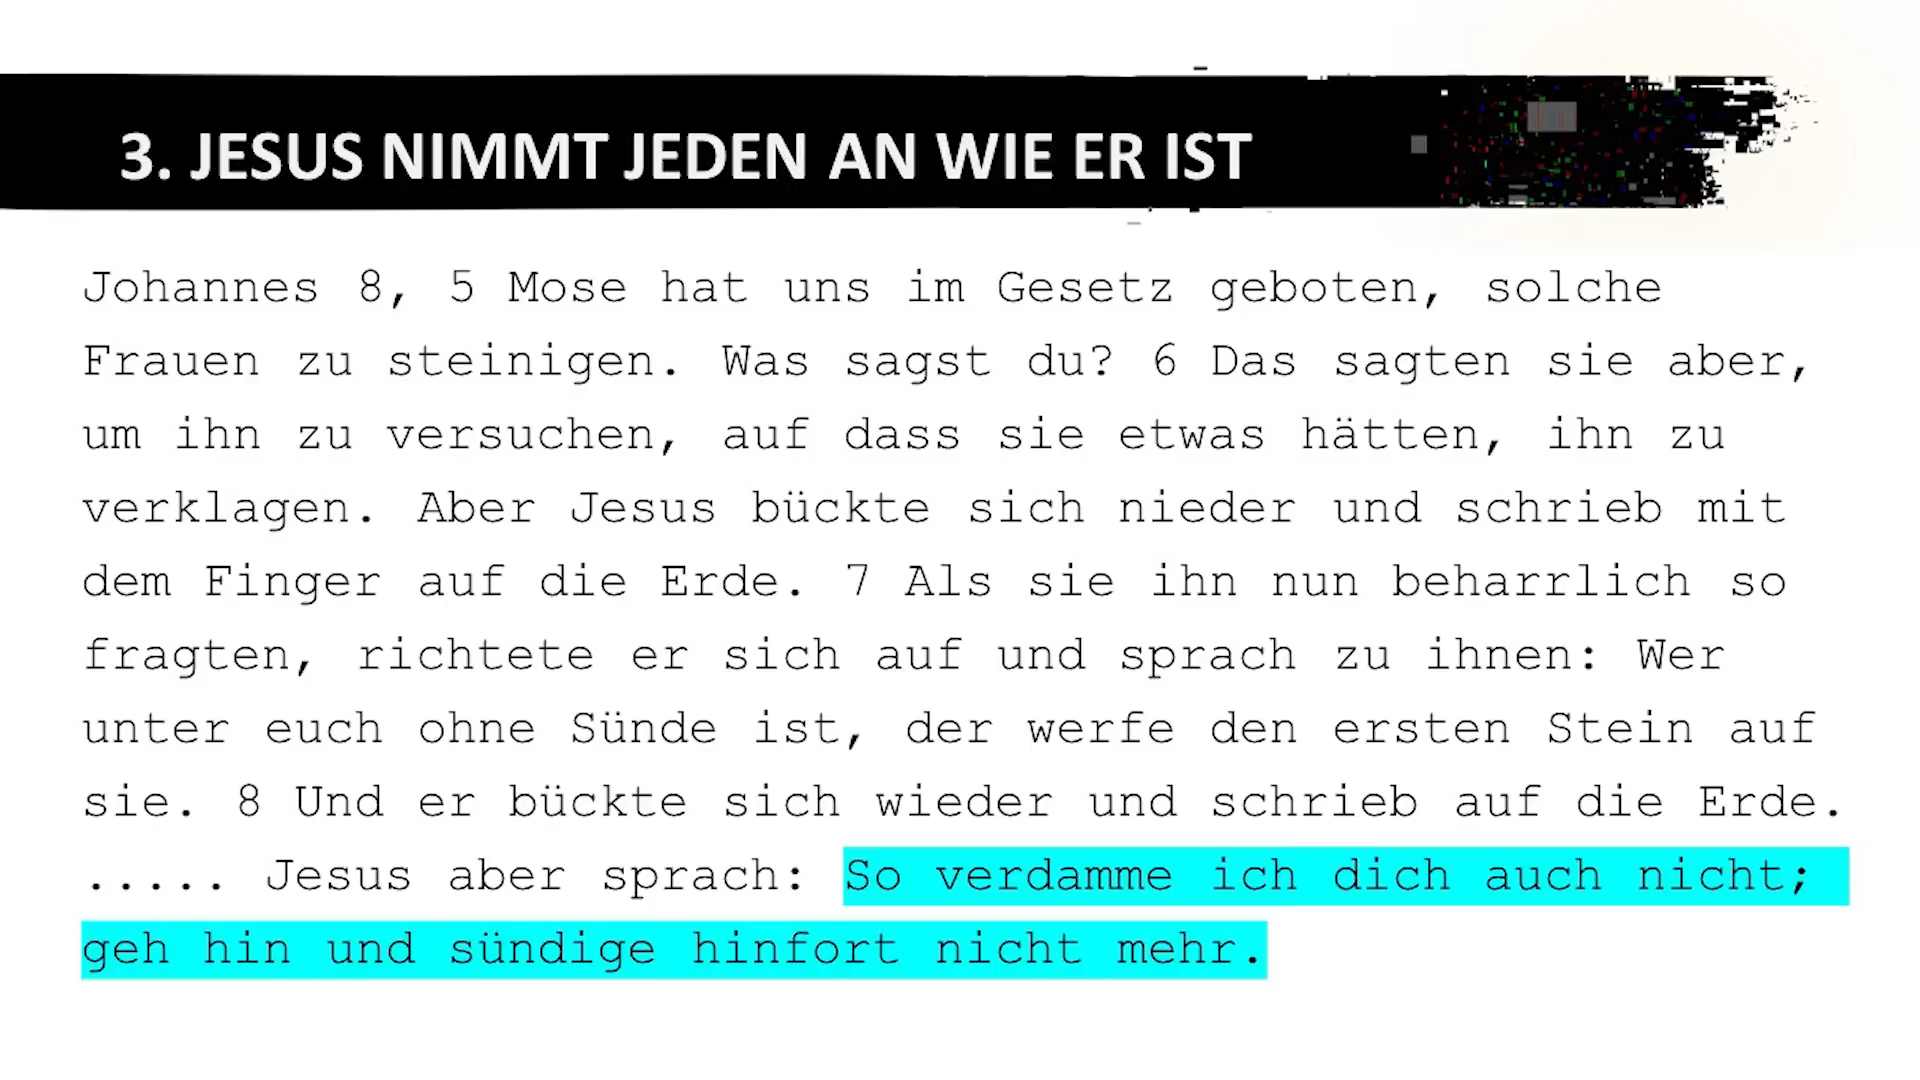 3. JESUS NIMMT JEDEN AN WIE ER IST
Johannes 8, 5 Mose hat uns im Gesetz geboten, solche
Frauen zu steinigen. Was sagst du? 6 Das sagten sie aber,
um ihn zu versuchen, auf dass sie etwas hätten, ihn zu
verklagen. Aber Jesus bückte sich nieder und schrieb mit
dem Finger auf die Erde. 7 Als sie ihn nun beharrlich so
fragten, richtete er sich auf und sprach zu ihnen: Wer
unter euch ohne Sünde ist, der werfe den ersten Stein auf
sie. 8 Und er bückte sich wieder und schrieb auf die Erde.
..... Jesus aber sprach: So verdamme ich dich auch nicht;
geh hin und sündige hinfort nicht mehr.